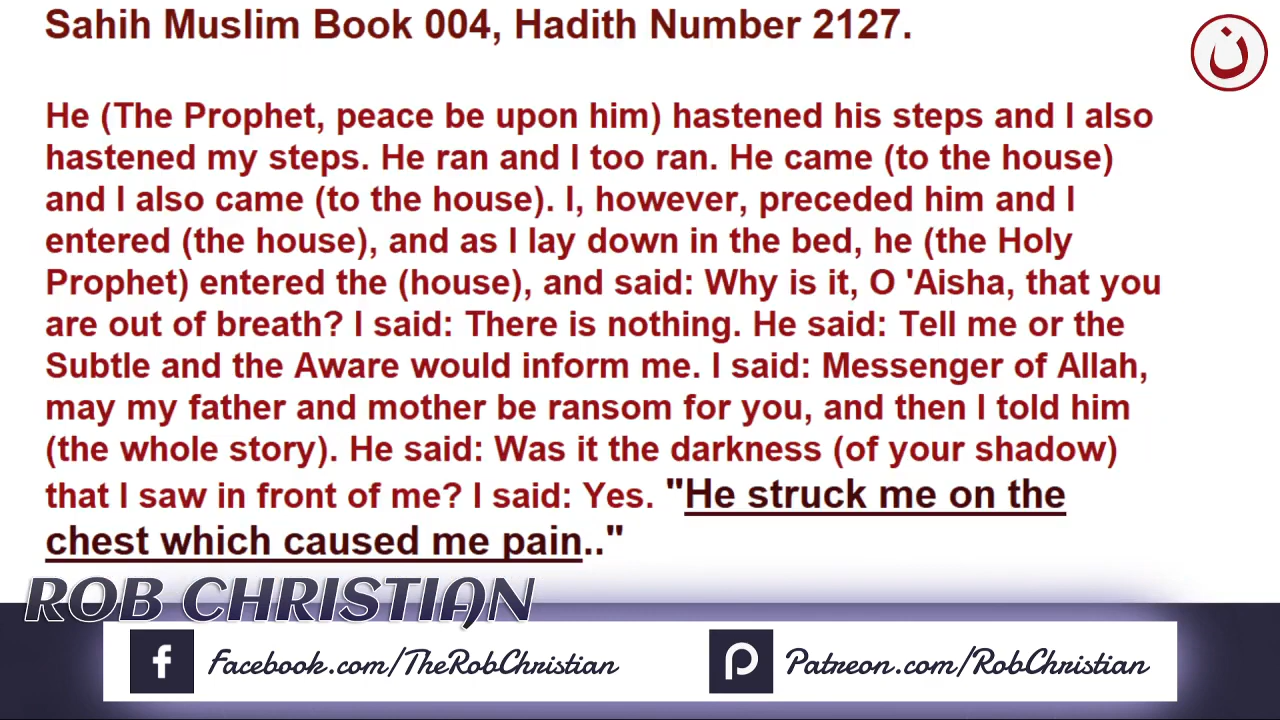 Sahih Muslim Book 004, Hadith Number 2127.
ن
He (The Prophet, peace be upon him) hastened his steps and I also
hastened my steps. He ran and I too ran. He came (to the house)
and I also came (to the house). I, however, preceded him and I
entered (the house), and as I lay down in the bed, he (the Holy
Prophet) entered the (house), and said: Why is it, O 'Aisha, that you
are out of breath? I said: There is nothing. He said: Tell me or the
Subtle and the Aware would inform me. I said: Messenger of Allah,
may my father and mother be ransom for you, and then I told him
(the whole story). He said: Was it the darkness (of your shadow)
that I saw in front of me? I said: Yes. "He struck me on the
chest which caused me pain.."
ROB CHRISTIAN
Facebook.com/TheRobChristian
Patreon.com/RobChristian